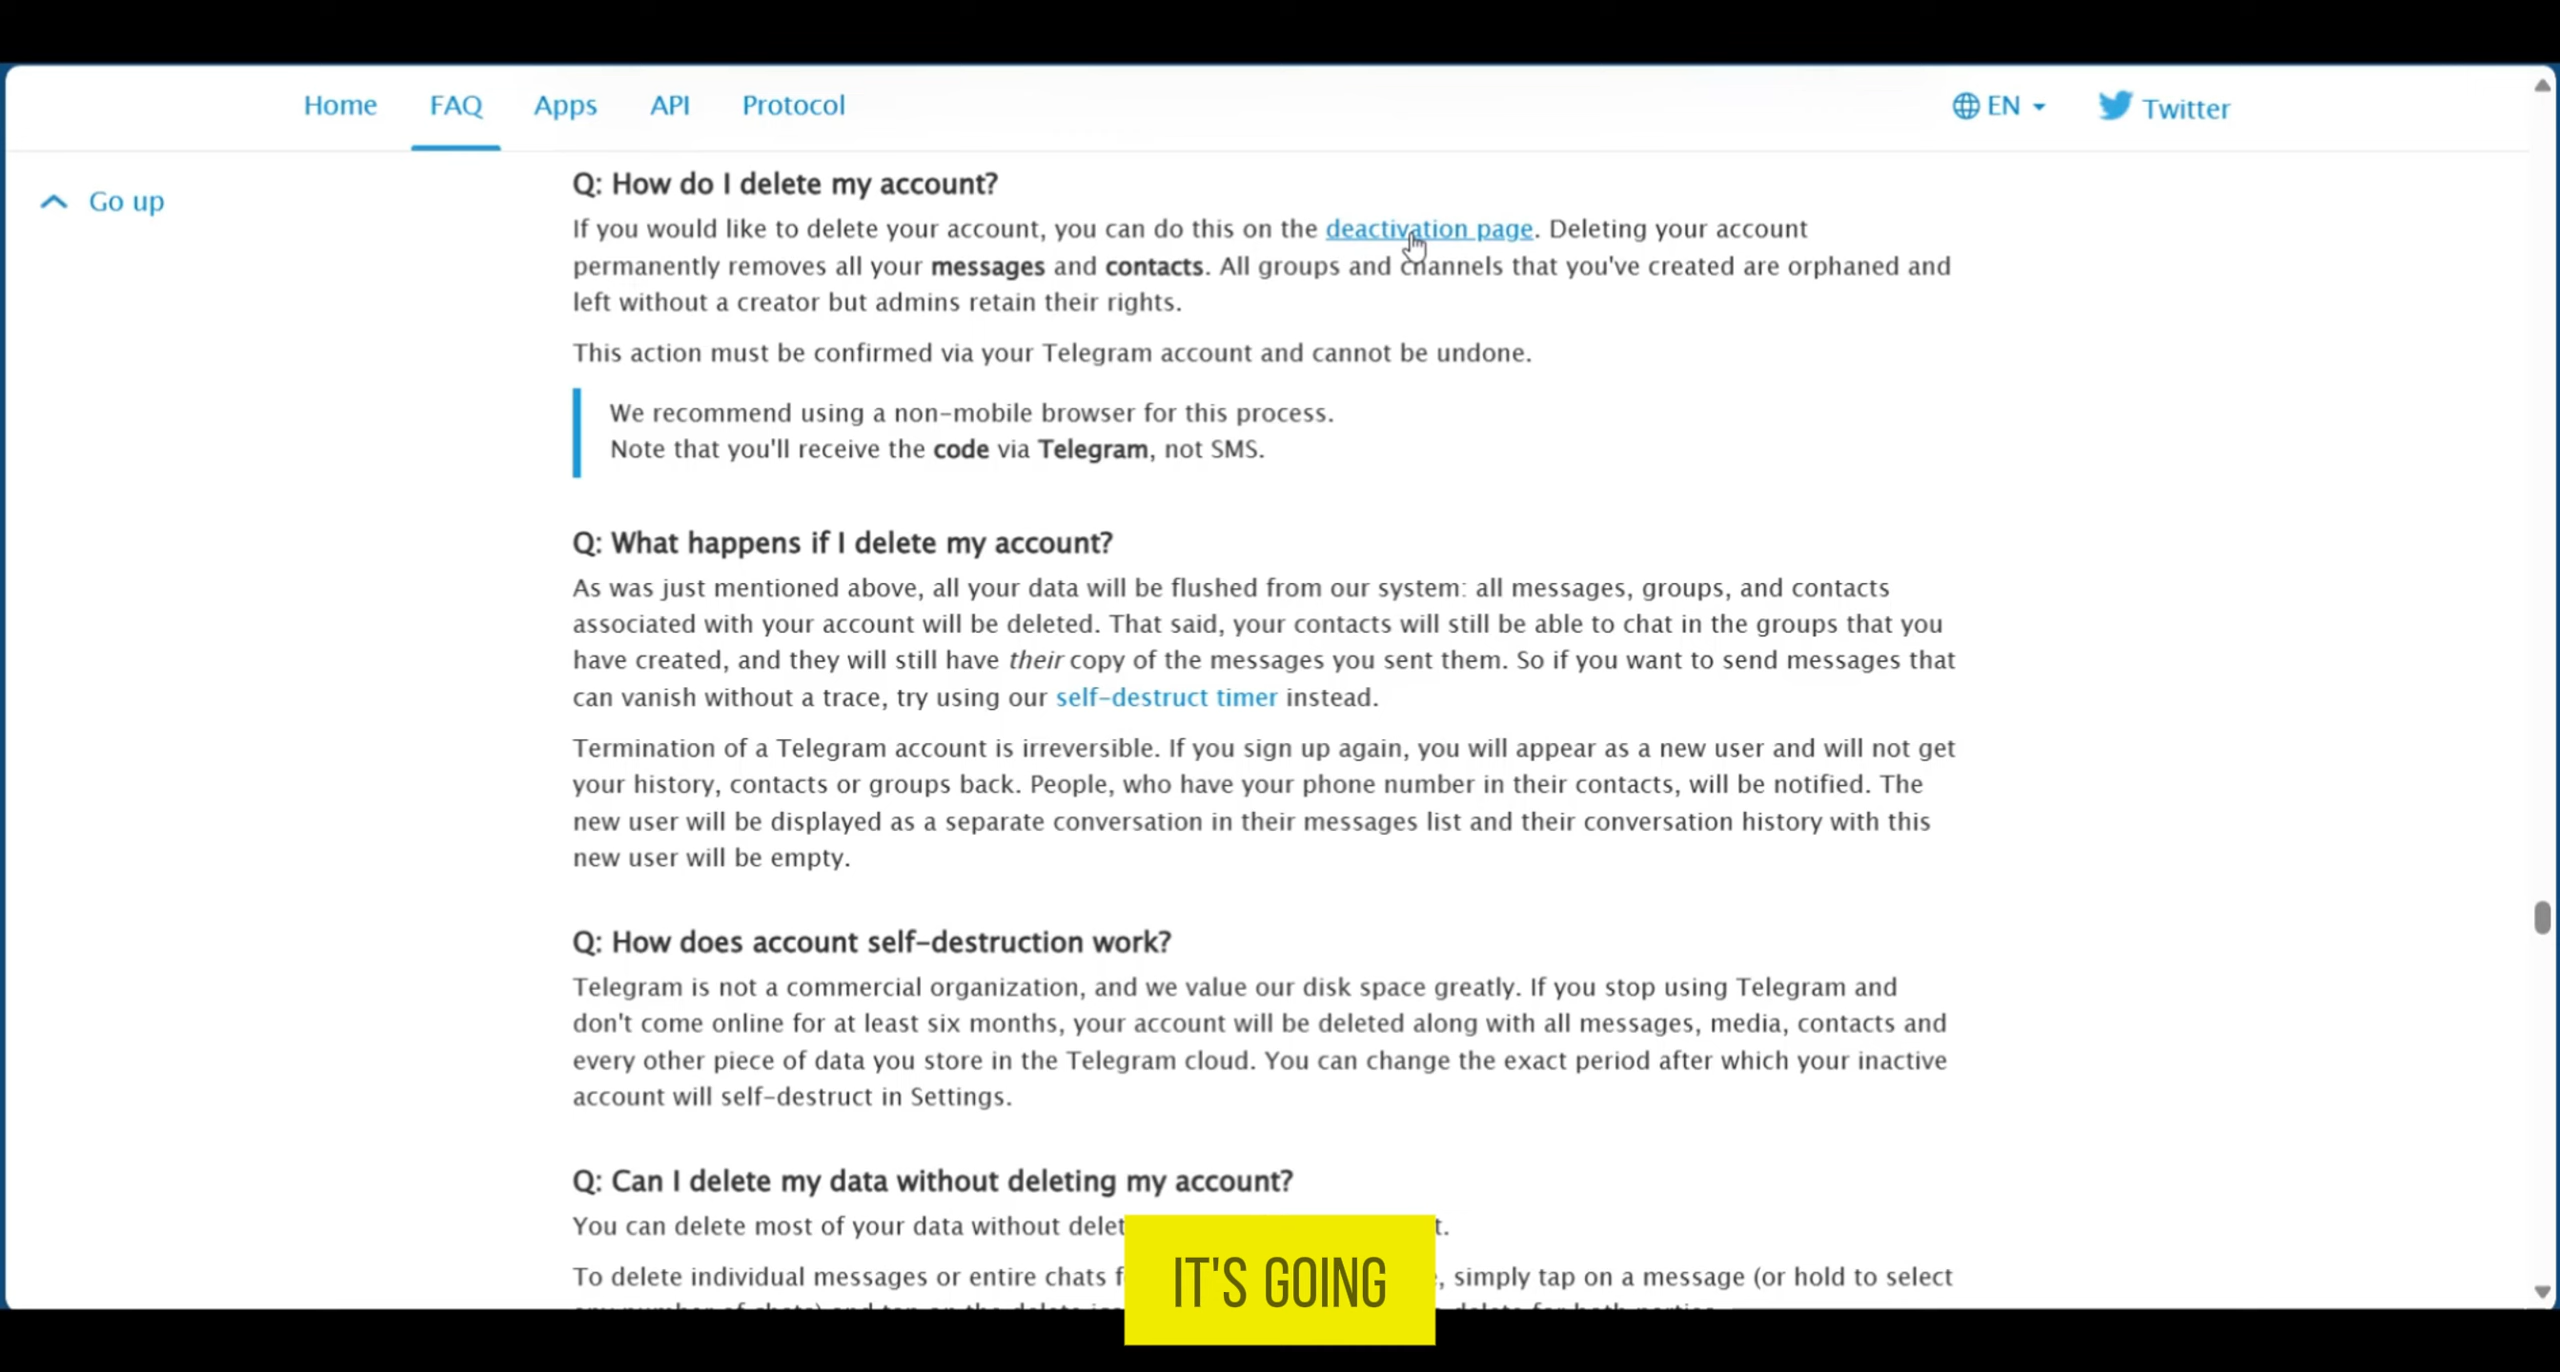 Home FAQ Apps API Protocol EN Twitter
Go up
Q: How do I delete my account?
If you would like to delete your account, you can do this on the deactivation page. Deleting your account
permanently removes all your messages and contacts. All groups and channels that you've created are orphaned and
left without a creator but admins retain their rights.
This action must be confirmed via your Telegram account and cannot be undone.
We recommend using a non-mobile browser for this process.
Note that you'll receive the code via Telegram, not SMS.
Q: What happens if I delete my account?
As was just mentioned above, all your data will be flushed from our system: all messages, groups, and contacts
associated with your account will be deleted. That said, your contacts will still be able to chat in the groups that you
have created, and they will still have their copy of the messages you sent them. So if you want to send messages that
can vanish without a trace, try using our self-destruct timer instead.
Termination of a Telegram account is irreversible. If you sign up again, you will appear as a new user and will not get
your history, contacts or groups back. People, who have your phone number in their contacts, will be notified. The
new user will be displayed as a separate conversation in their messages list and their conversation history with this
new user will be empty.
Q: How does account self-destruction work?
Telegram is not a commercial organization, and we value our disk space greatly. If you stop using Telegram and
don't come online for at least six months, your account will be deleted along with all messages, media, contacts and
every other piece of data you store in the Telegram cloud. You can change the exact period after which your inactive
account will self-destruct in Settings.
Q: Can I delete my data without deleting my account?
You can delete most of your data without
To delete individual messages or entire chats simply tap on a message (or hold to select
IT'S GOING